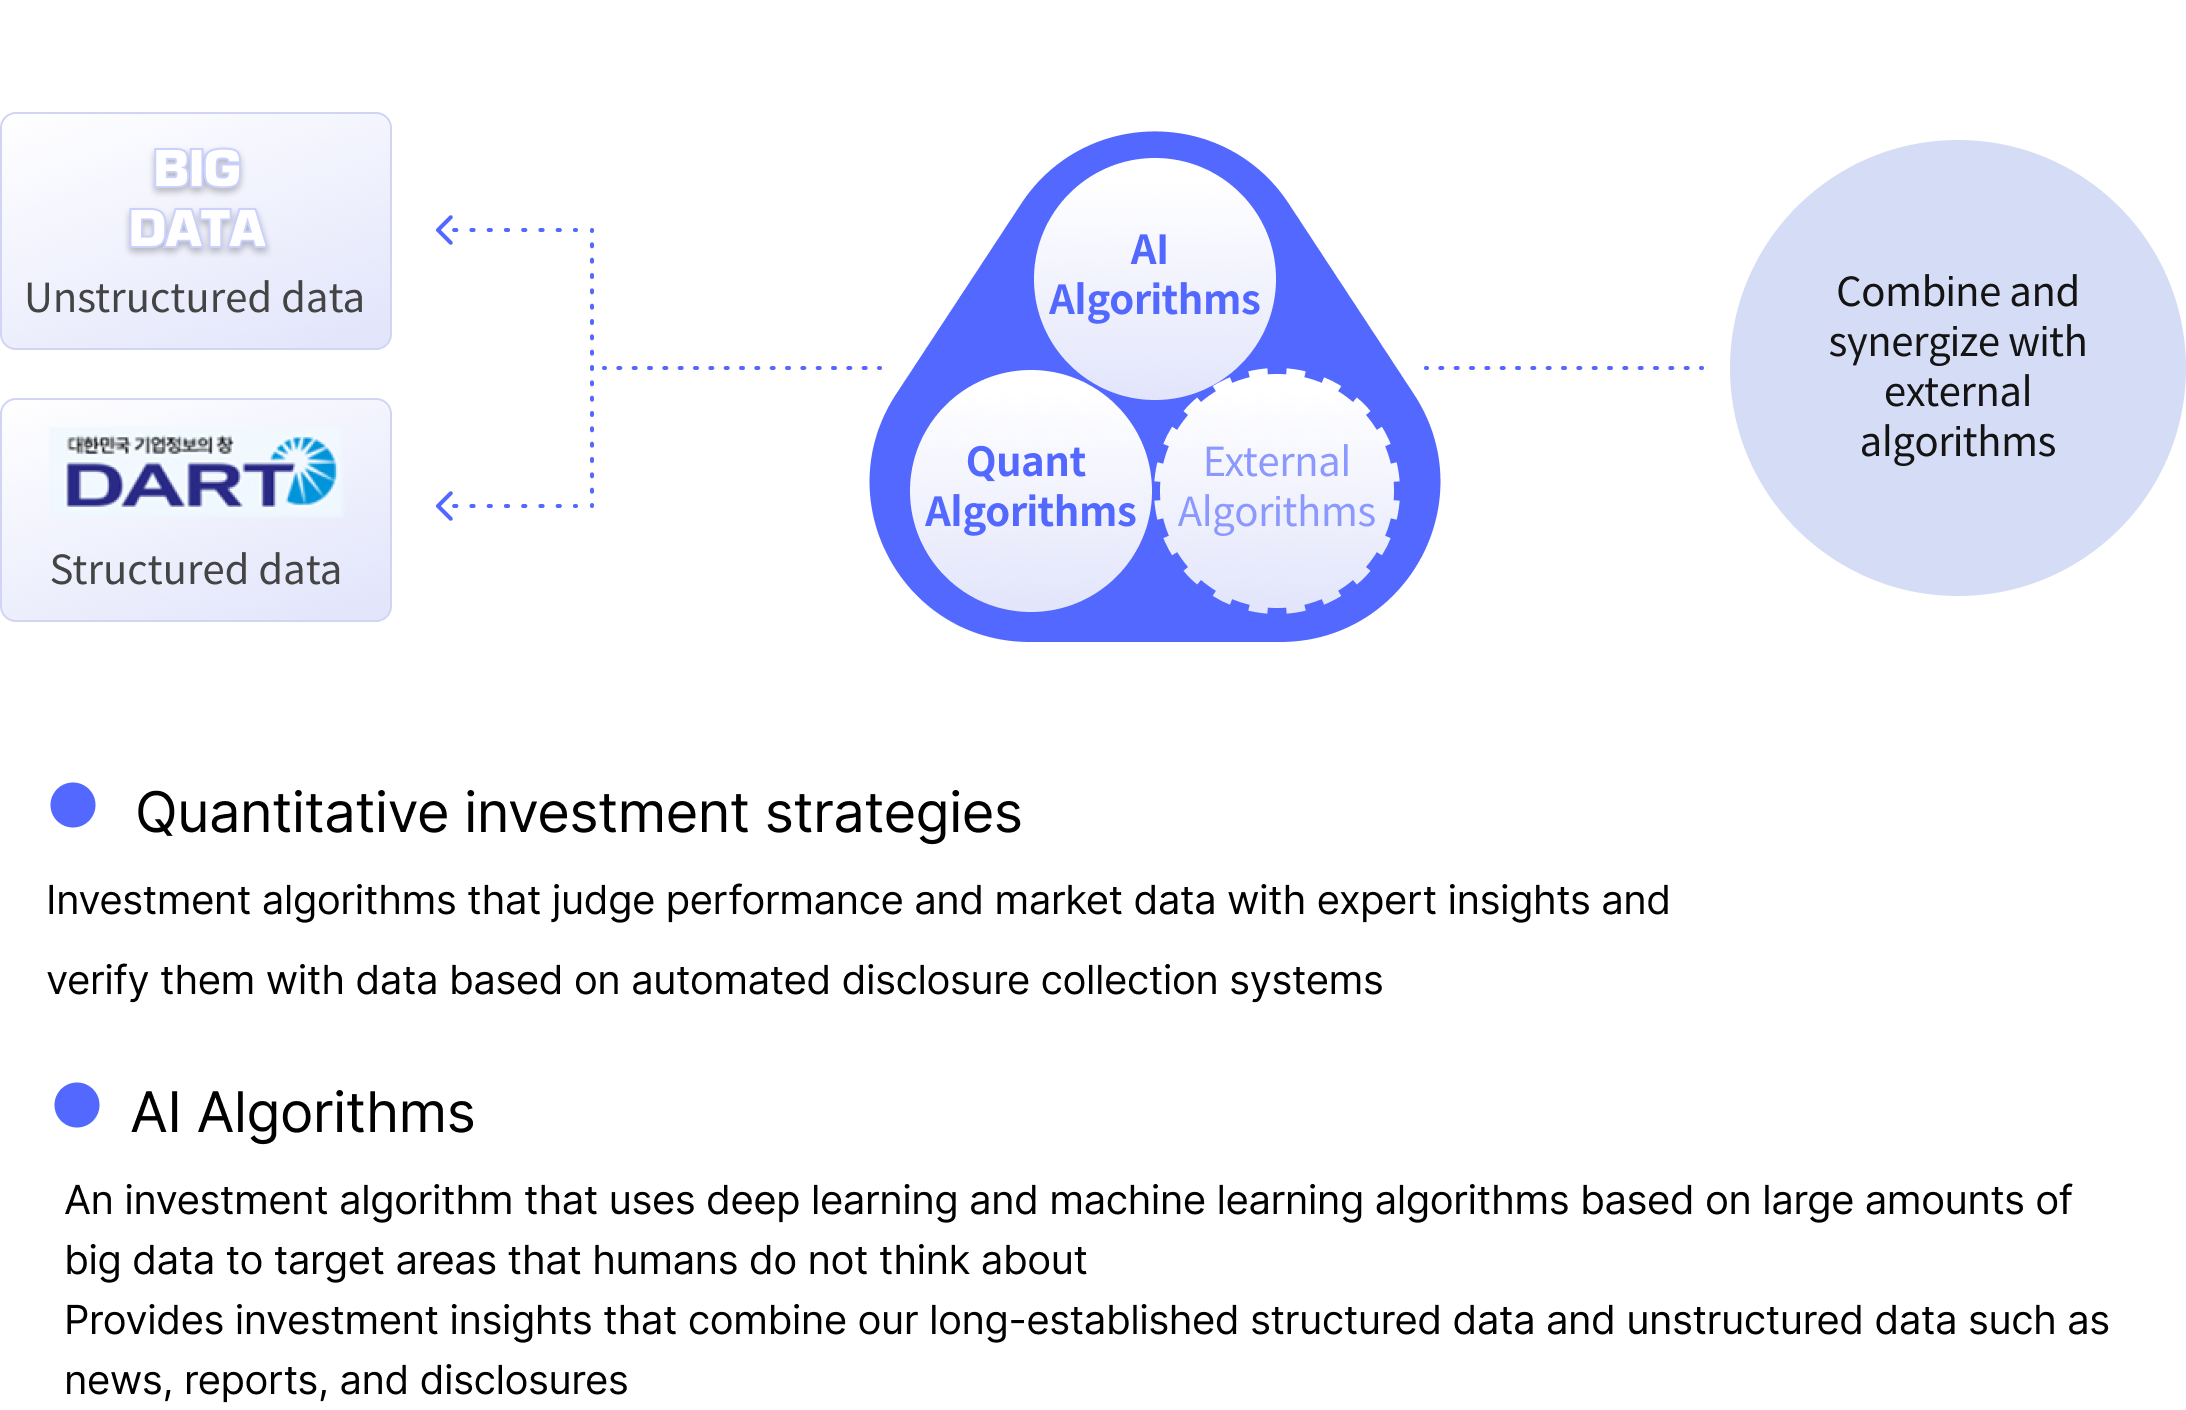 BIG
DATA
Unstructured data
대한민국 기업정보의 창
DART
Structured data
AI
Algorithms
Quant
Algorithms
External
Algorithms
Combine and
synergize with
external
algorithms
Quantitative investment strategies
Investment algorithms that judge performance and market data with expert insights and
verify them with data based on automated disclosure collection systems
AI Algorithms
An investment algorithm that uses deep learning and machine learning algorithms based on large amounts of
big data to target areas that humans do not think about
Provides investment insights that combine our long-established structured data and unstructured data such as
news, reports, and disclosures